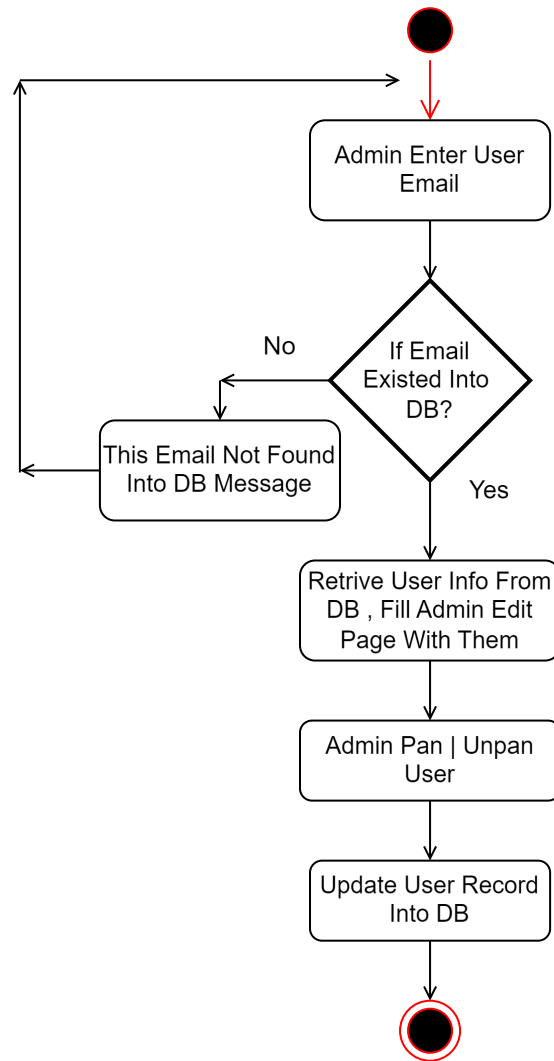 Admin Enter User
Email
If Email
Existed Into
DB?
No
This Email Not Found
Into DB Message
Yes
Retrive User Info From
DB , Fill Admin Edit
Page With Them
Admin Pan | Unpan
User
Update User Record
Into DB